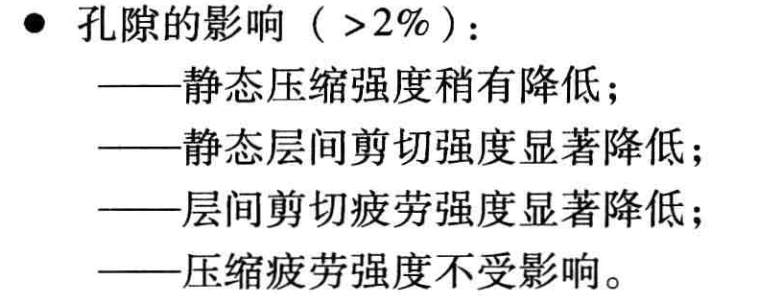 ● 孔隙的影响（>2%）：
——静态压缩强度稍有降低；
——静态层间剪切强度显著降低；
——层间剪切疲劳强度显著降低；
——压缩疲劳强度不受影响。